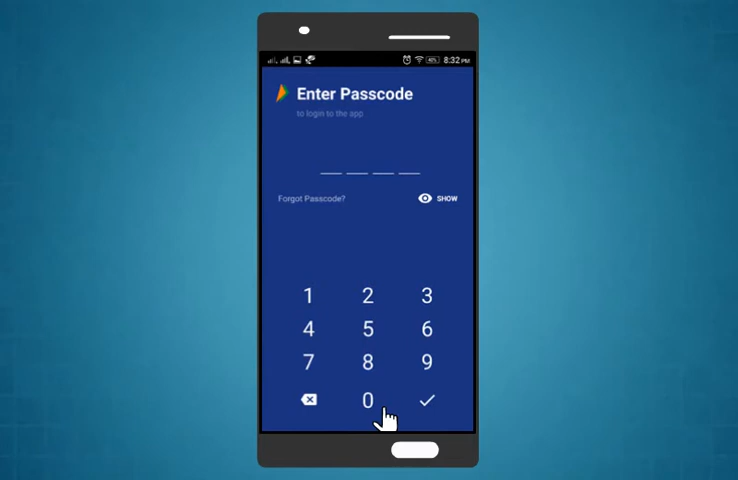 8:32 PM
Enter Passcode
to login to the app
Forgot Passcode?
SHOW
1 2 3
4 5 6
7 8 9
0